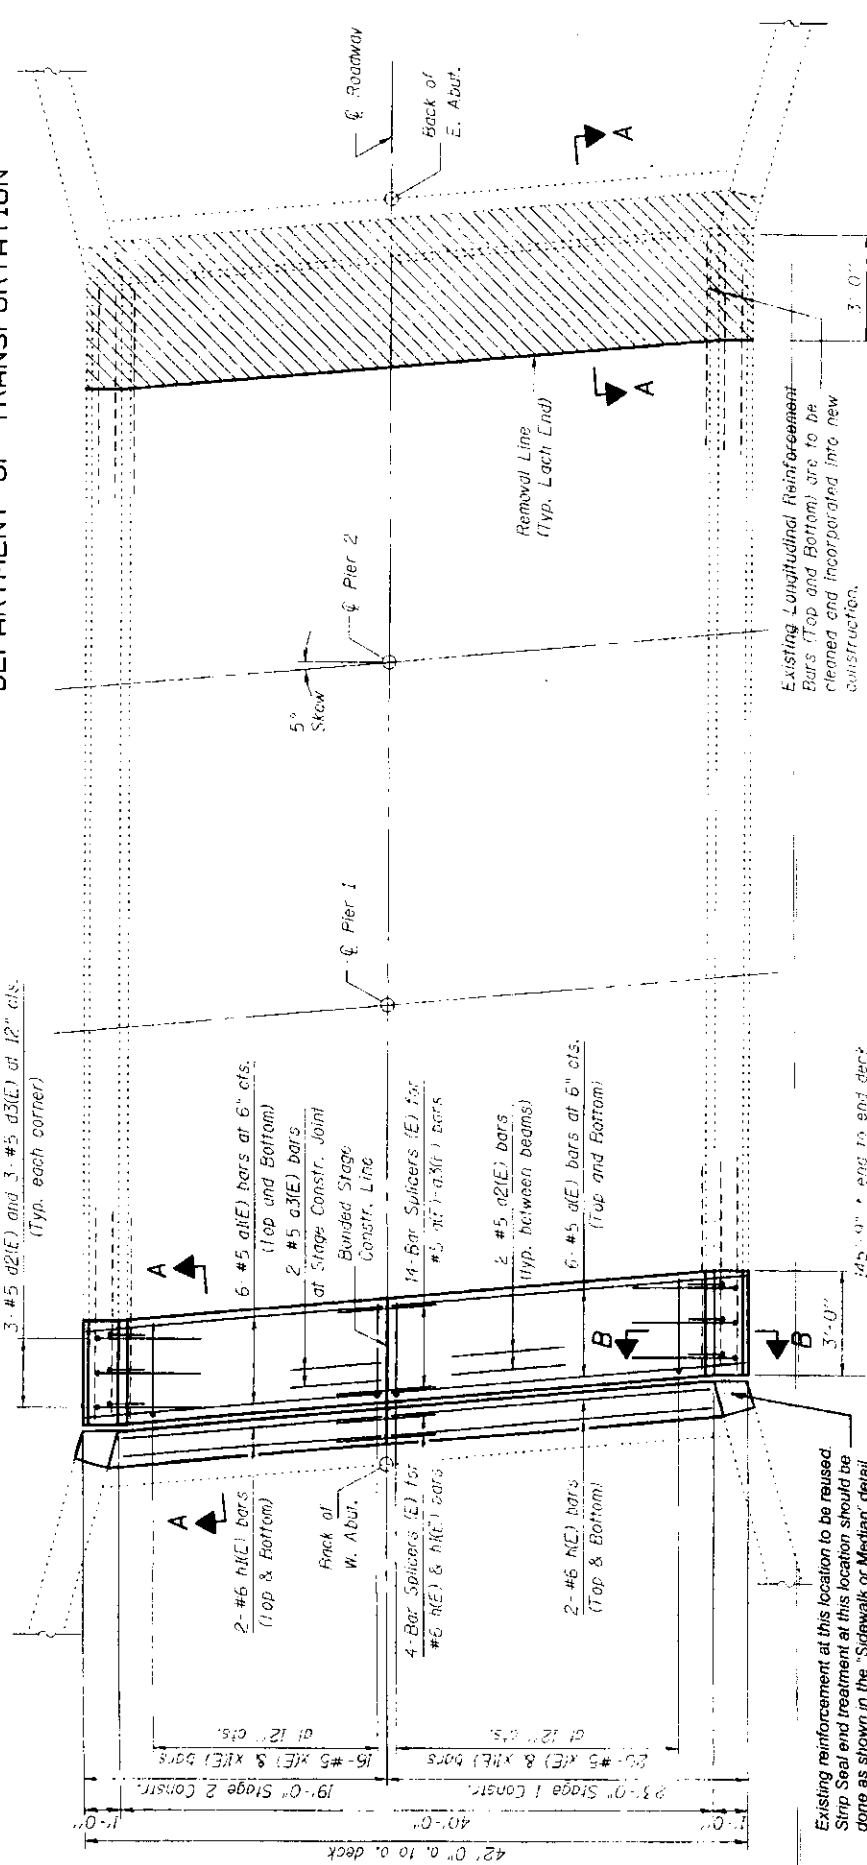 DEPARTMENT OF TRANSPORTATION
3-#5 d2(E) and 3-#5 d3(E) at 12" cts.
(Typ. each corner)
℄ Roadway
Back of
E. Abut.
A
A
Removal Line
(Typ. Each End)
3'-0"
Existing Longitudinal Reinforcement
Bars (Top and Bottom) are to be
cleaned and incorporated into new
construction.
5°
Skew
℄ Pier 2
℄ Pier 1
A
6-#5 a1(E) bars at 6" cts.
(Top and Bottom)
2-#5 a3(E) bars
at Stage Constr. Joint
Bonded Stage
Constr. Line
14-Bar Splicers (E) for
#5 a(E)-a3(E) bars
2-#5 a2(E) bars
(Typ. between beams)
6-#5 a(E) bars at 6" cts.
(Top and Bottom)
B
B
3'-0"
end to end deck
A
2-#6 h1(E) bars
(Top & Bottom)
Back of
W. Abut.
4-Bar Splicers (E) for
#6 h(E) & h1(E) bars
2-#6 h(E) bars
(Top & Bottom)
16-#5 x(E) & x1(E) bars
at 12" cts.
20-#5 x(E) & x1(E) bars
at 12" cts.
19'-0" Stage 2 Constr.
23'-0" Stage 1 Constr.
1'-0"
40'-0"
1'-0"
42'-0" o. to o. deck
Existing reinforcement at this location to be reused.
Strip Seal end treatment at this location should be
done as shown in the "Sidewalk or Median" detail